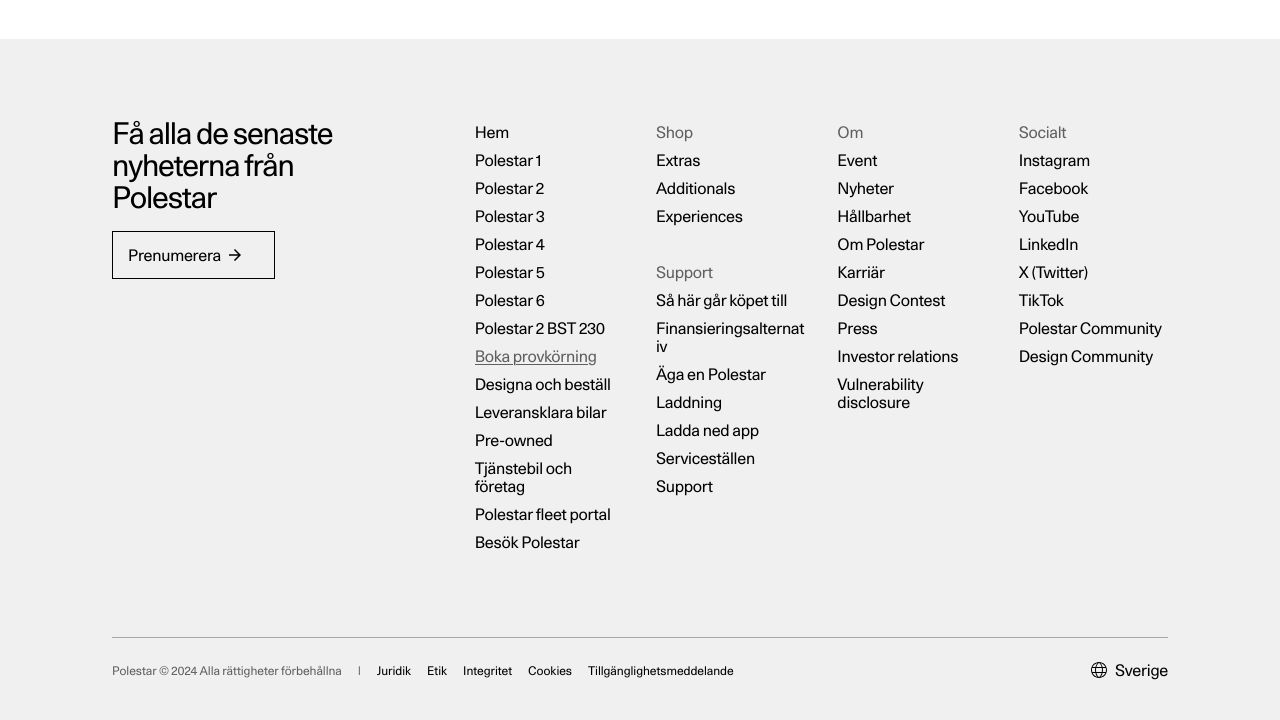 Få alla de senaste
nyheterna från
Polestar
Prenumerera
Hem
Polestar 1
Polestar 2
Polestar 3
Polestar 4
Polestar 5
Polestar 6
Polestar 2 BST 230
Boka provkörning
Designa och beställ
Leveransklara bilar
Pre-owned
Tjänstebil och
företag
Polestar fleet portal
Besök Polestar
Shop
Extras
Additionals
Experiences
Support
Så här går köpet till
Finansieringsalternat
iv
Äga en Polestar
Laddning
Ladda ned app
Serviceställen
Support
Om
Event
Nyheter
Hållbarhet
Om Polestar
Karriär
Design Contest
Press
Investor relations
Vulnerability
disclosure
Socialt
Instagram
Facebook
YouTube
LinkedIn
X (Twitter)
TikTok
Polestar Community
Design Community
Polestar © 2024 Alla rättigheter förbehållna | Juridik Etik Integritet Cookies Tillgänglighetsmeddelande
Sverige